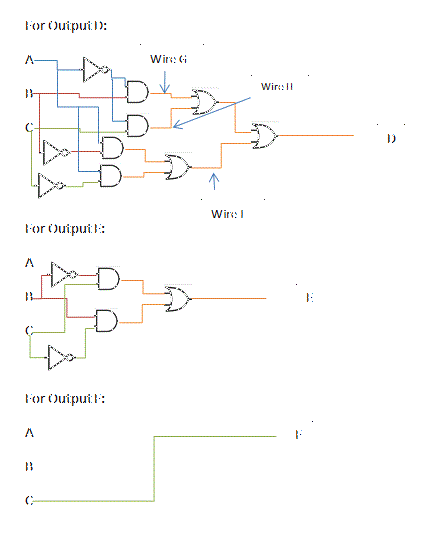 For Output D:
A
Wire G
B
Wire H
C
D
Wire I
For Output E:
A
B
E
C
For Output F:
A
F
B
C